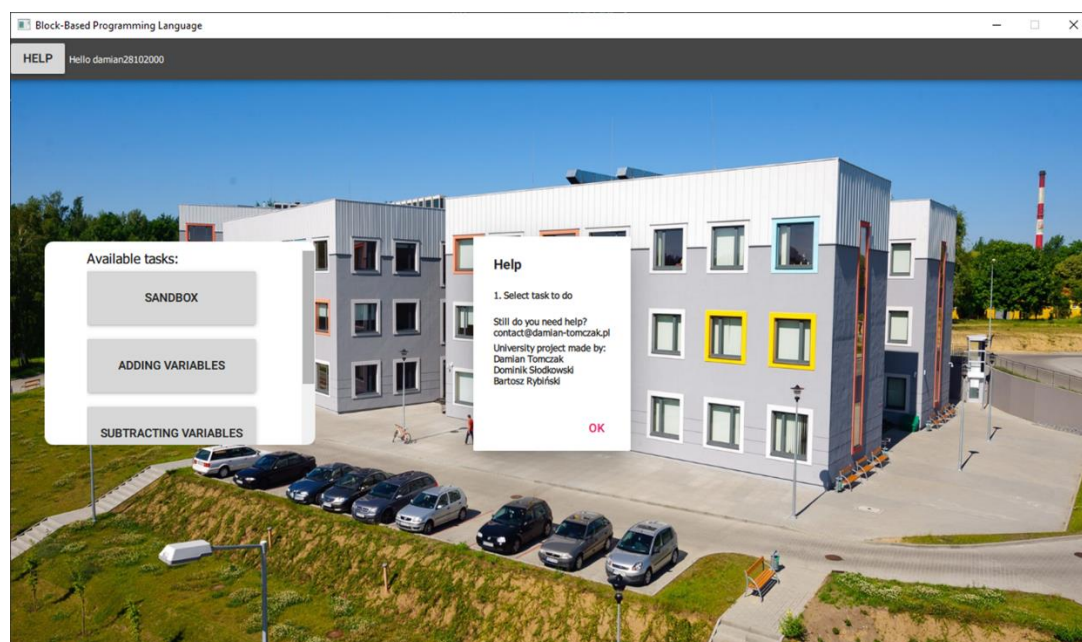 Block-Based Programming Language
HELP
Hello damian28102000
Available tasks:
SANDBOX
ADDING VARIABLES
SUBTRACTING VARIABLES
Help
1. Select task to do
Still do you need help?
contact@damian-tomczak.pl
University project made by:
Damian Tomczak
Dominik Słodkowski
Bartosz Rybiński
OK